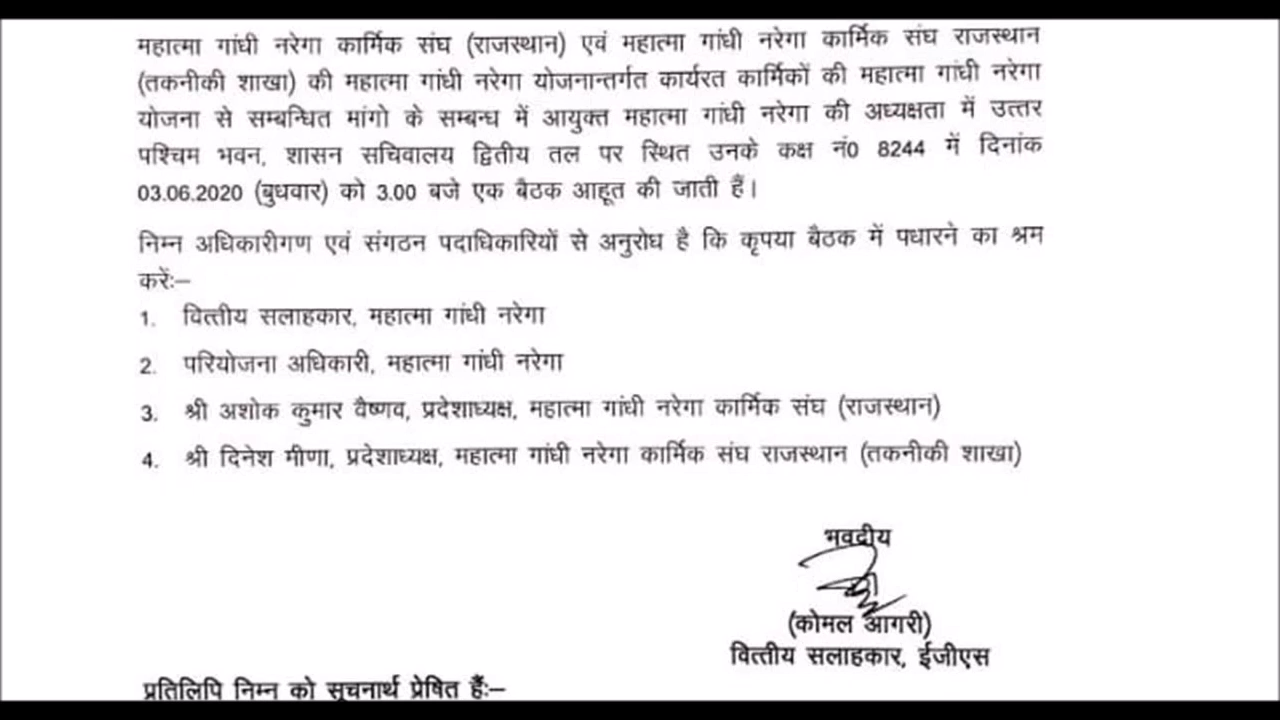 महात्मा गांधी नरेगा कार्मिक संघ (राजस्थान) एवं महात्मा गांधी नरेगा कार्मिक संघ राजस्थान
(तकनीकी शाखा) की महात्मा गांधी नरेगा योजनान्तर्गत कार्यरत कार्मिकों की महात्मा गांधी नरेगा
योजना से सम्बन्धित मांगो के सम्बन्ध में आयुक्त महात्मा गांधी नरेगा की अध्यक्षता में उत्तर
पश्चिम भवन, शासन सचिवालय द्वितीय तल पर स्थित उनके कक्ष नं0 8244 में दिनांक
03.06.2020 (बुधवार) को 3.00 बजे एक बैठक आहूत की जाती हैं।
निम्न अधिकारीगण एवं संगठन पदाधिकारियों से अनुरोध है कि कृपया बैठक में पधारने का श्रम
करेंः–
1. वित्तीय सलाहकार, महात्मा गांधी नरेगा
2. परियोजना अधिकारी, महात्मा गांधी नरेगा
3. श्री अशोक कुमार वैष्णव, प्रदेशाध्यक्ष, महात्मा गांधी नरेगा कार्मिक संघ (राजस्थान)
4. श्री दिनेश मीणा, प्रदेशाध्यक्ष, महात्मा गांधी नरेगा कार्मिक संघ राजस्थान (तकनीकी शाखा)
भवदीय
(कोमल आगरी)
वित्तीय सलाहकार, ईजीएस
प्रतिलिपि निम्न को सूचनार्थ प्रेषित हैंः–